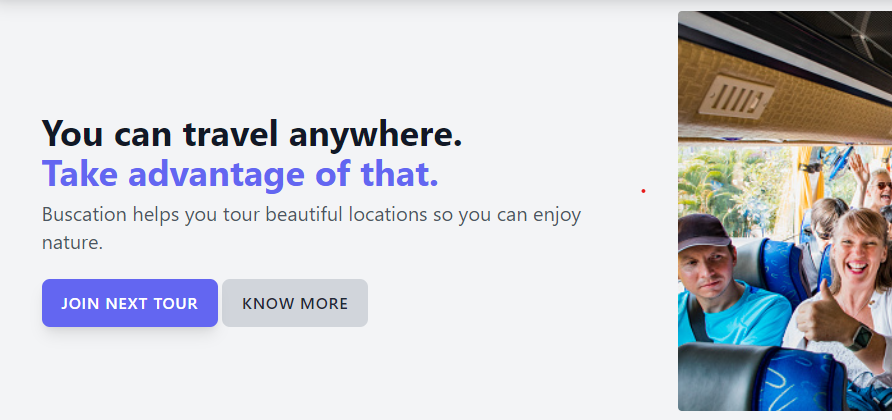 You can travel anywhere.
Take advantage of that.
Buscation helps you tour beautiful locations so you can enjoy
nature.
JOIN NEXT TOUR KNOW MORE